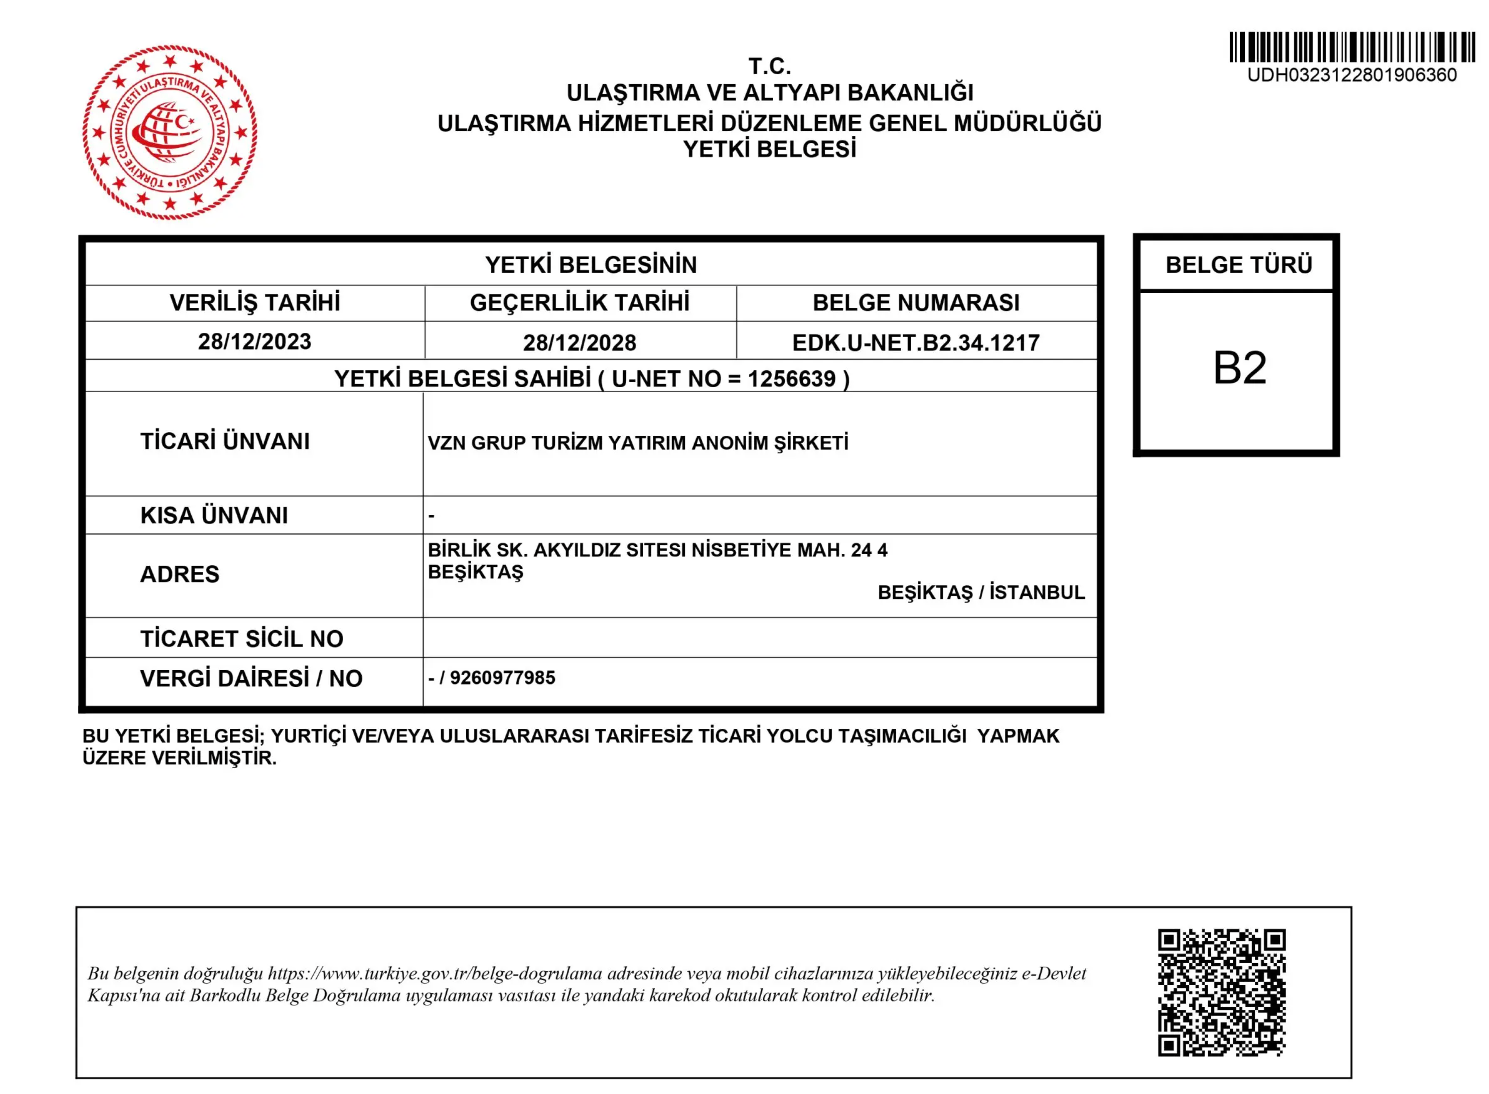 UDH0323122801906360
T.C.
ULAŞTIRMA VE ALTYAPI BAKANLIĞI
ULAŞTIRMA HİZMETLERİ DÜZENLEME GENEL MÜDÜRLÜĞÜ
YETKİ BELGESİ
TÜRKİYE CUMHURİYETİ ULAŞTIRMA VE ALTYAPI BAKANLIĞI
YETKİ BELGESİNİN
VERİLİŞ TARİHİ GEÇERLİLİK TARİHİ BELGE NUMARASI
28/12/2023 28/12/2028 EDK.U-NET.B2.34.1217
YETKİ BELGESİ SAHİBİ ( U-NET NO = 1256639 )
TİCARİ ÜNVANI VZN GRUP TURİZM YATIRIM ANONİM ŞİRKETİ
KISA ÜNVANI -
ADRES BİRLİK SK. AKYILDIZ SITESI NİSBETİYE MAH. 24 4
BEŞİKTAŞ
BEŞİKTAŞ / İSTANBUL
TİCARET SİCİL NO
VERGİ DAİRESİ / NO - / 9260977985
BELGE TÜRÜ
B2
BU YETKİ BELGESİ; YURTİÇİ VE/VEYA ULUSLARARASI TARİFESİZ TİCARİ YOLCU TAŞIMACILIĞI YAPMAK
ÜZERE VERİLMİŞTİR.
Bu belgenin doğruluğu https://www.turkiye.gov.tr/belge-dogrulama adresinde veya mobil cihazlarınıza yükleyebileceğiniz e-Devlet
Kapısı'na ait Barkodlu Belge Doğrulama uygulaması vasıtası ile yandaki karekod okutularak kontrol edilebilir.